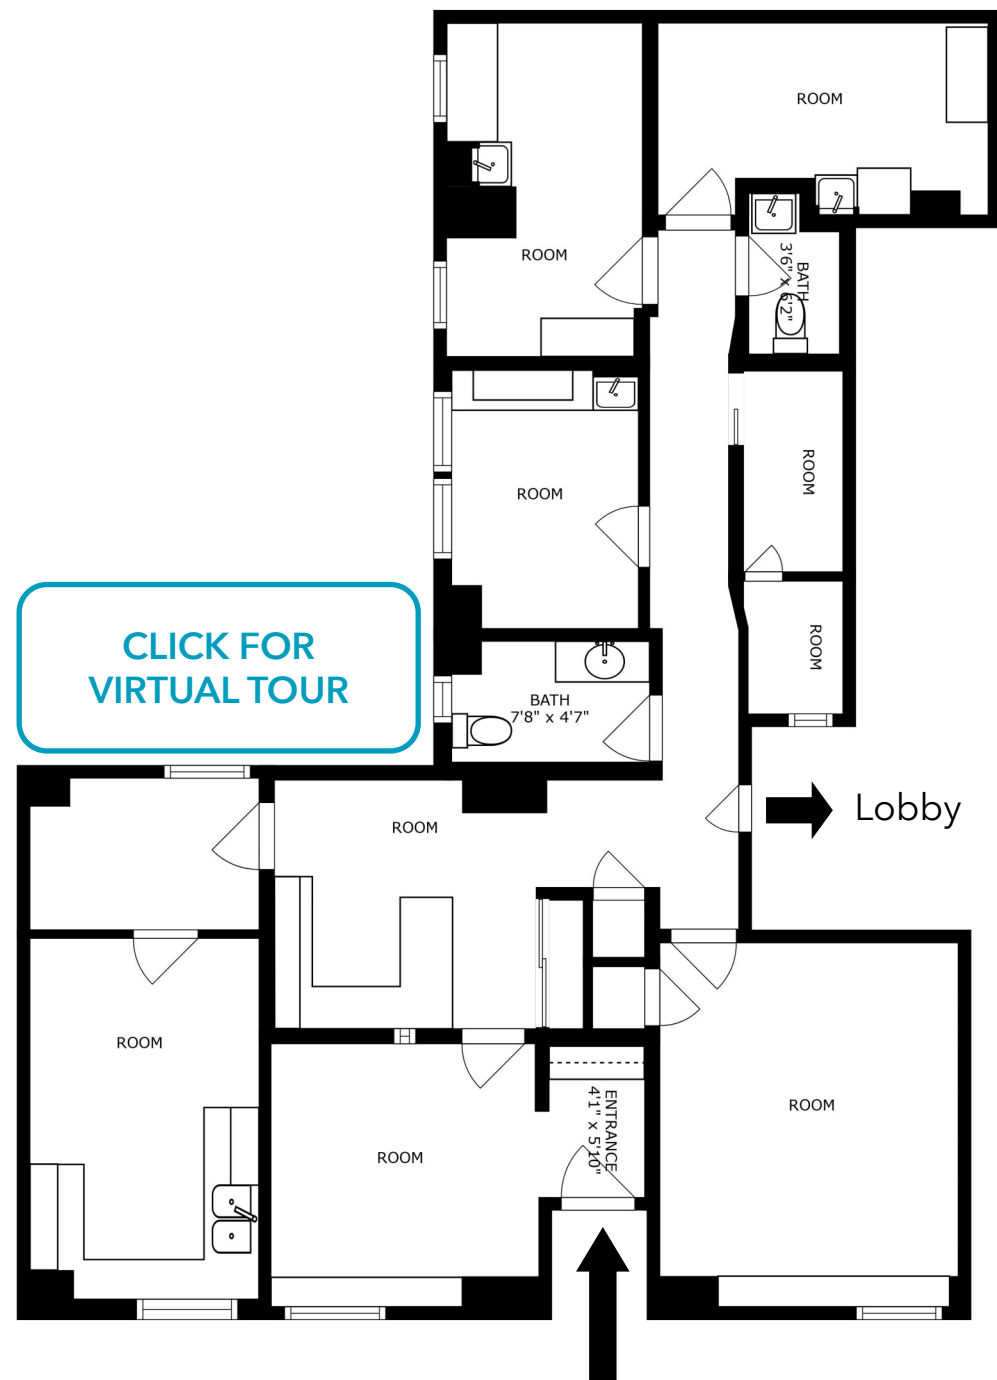 ROOM
ROOM
BATH
3'6" x 6'2"
ROOM
ROOM
ROOM
CLICK FOR
VIRTUAL TOUR
BATH
7'8" x 4'7"
Lobby
ROOM
ROOM
ROOM
ENTRANCE
4'1" x 5'10"
ROOM